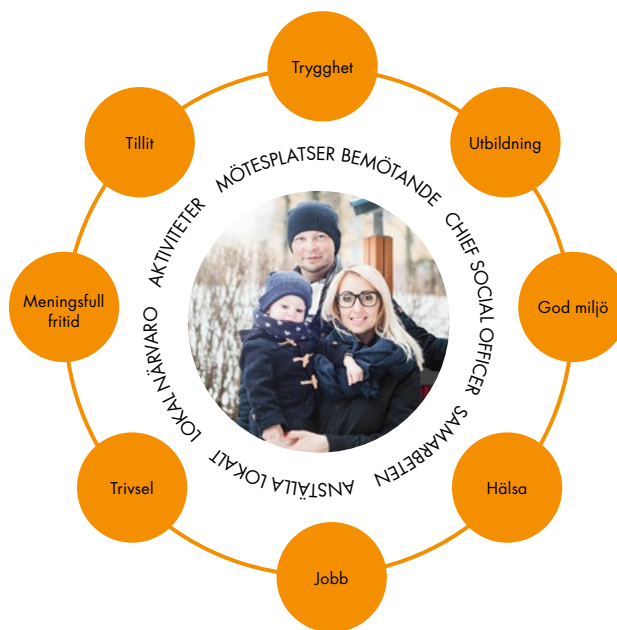 Trygghet
Utbildning
God miljö
Hälsa
Jobb
Trivsel
Meningsfull
fritid
Tillit
MÖTESPLATSER BEMÖTANDE CHIEF SOCIAL OFFICER SAMARBETEN ANSTÄLLA LOKALT LOKAL NÄRVARO AKTIVITETER